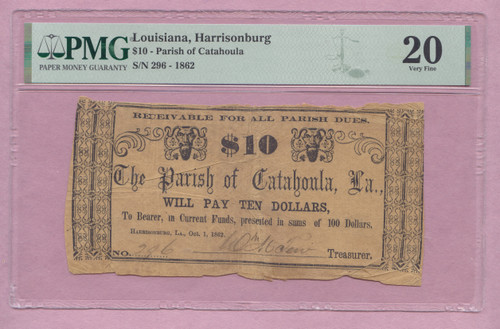 PMG
PAPER MONEY GUARANTY
Louisiana, Harrisonburg
$10 - Parish of Catahoula
S/N 296 - 1862
20
Very Fine
RECEIVABLE FOR ALL PARISH DUES.
$10
The Parish of Catahoula, La.,
WILL PAY TEN DOLLARS,
To Bearer, in Current Funds, presented in sums of 100 Dollars.
HARRISONBURG, LA., Oct. 1, 1862.
NO. 296
Treasurer.